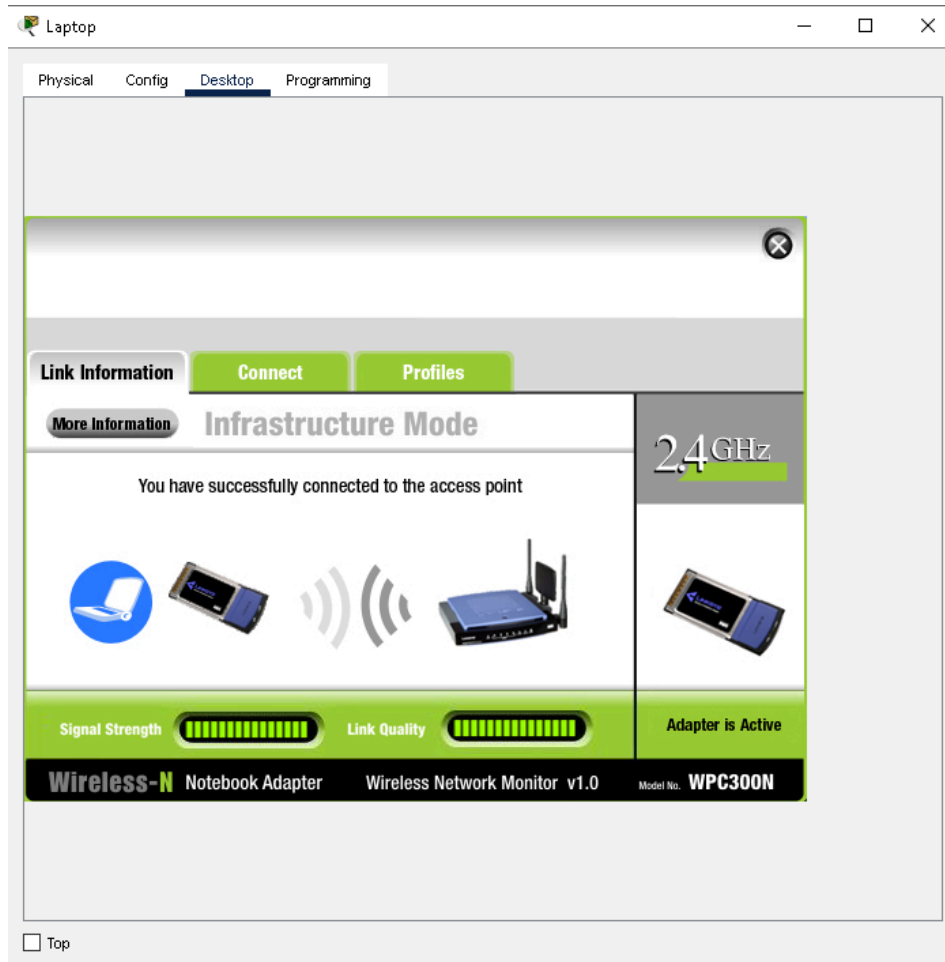 Laptop
Physical Config Desktop Programming
Link Information Connect Profiles
More Information Infrastructure Mode
2.4 GHz
You have successfully connected to the access point
Signal Strength Link Quality Adapter is Active
Wireless-N Notebook Adapter Wireless Network Monitor v1.0 Model No. WPC300N
Top